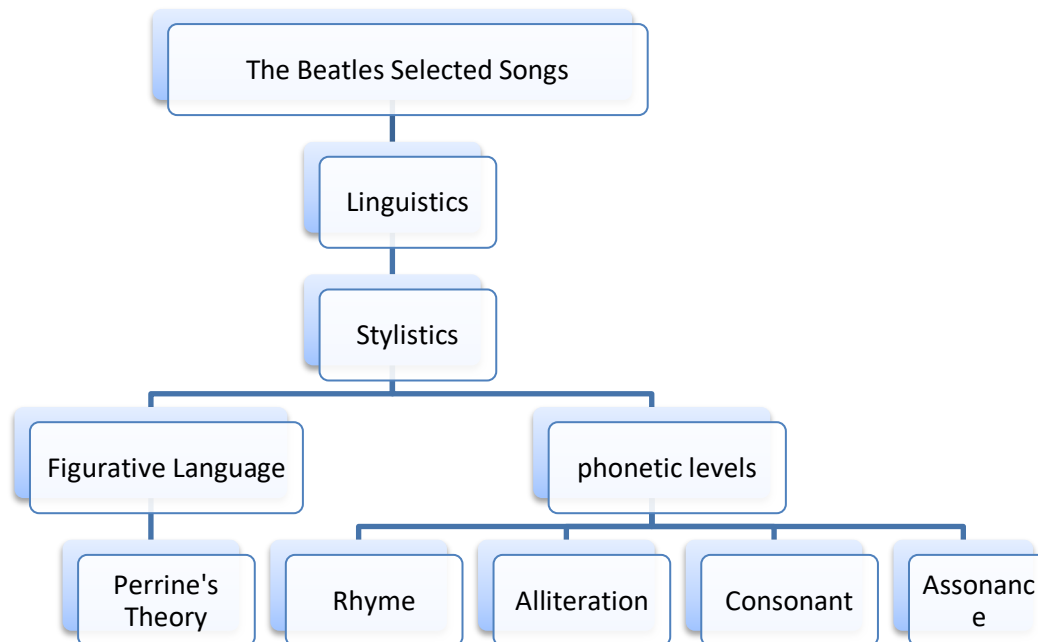 The Beatles Selected Songs
Linguistics
Stylistics
Figurative Language
phonetic levels
Perrine's
Theory
Rhyme
Alliteration
Consonant
Assonanc
e